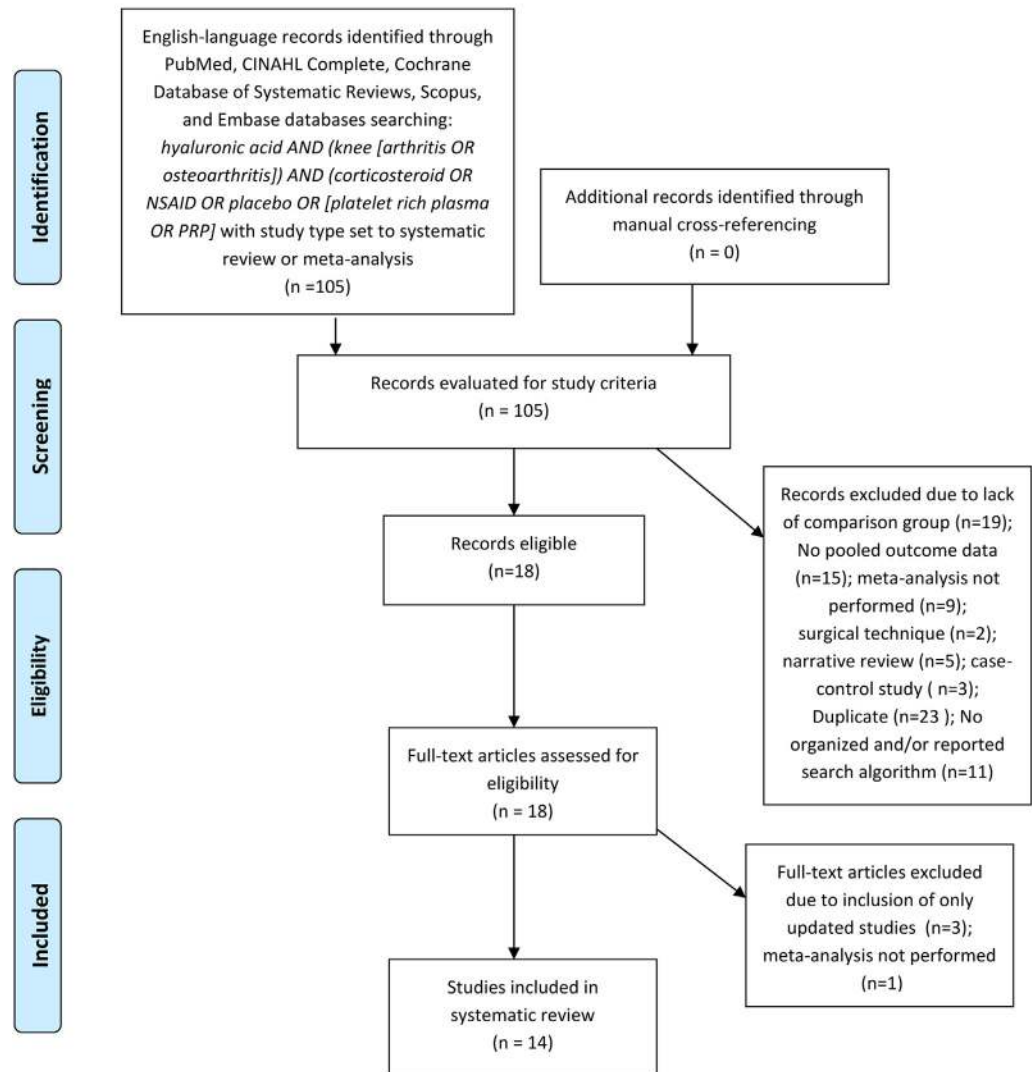 Identification
English-language records identified through
PubMed, CINAHL Complete, Cochrane
Database of Systematic Reviews, Scopus,
and Embase databases searching:
hyaluronic acid AND (knee [arthritis OR
osteoarthritis]) AND (corticosteroid OR
NSAID OR placebo OR [platelet rich plasma
OR PRP] with study type set to systematic
review or meta-analysis
(n =105)
Additional records identified through
manual cross-referencing
(n = 0)
Screening
Records evaluated for study criteria
(n = 105)
Records excluded due to lack
of comparison group (n=19);
No pooled outcome data
(n=15); meta-analysis not
performed (n=9);
surgical technique (n=2);
narrative review (n=5); case-
control study ( n=3);
Duplicate (n=23 ); No
organized and/or reported
search algorithm (n=11)
Records eligible
(n=18)
Eligibility
Full-text articles assessed for
eligibility
(n = 18)
Full-text articles excluded
due to inclusion of only
updated studies  (n=3);
meta-analysis not performed
(n=1)
Included
Studies included in
systematic review
(n = 14)